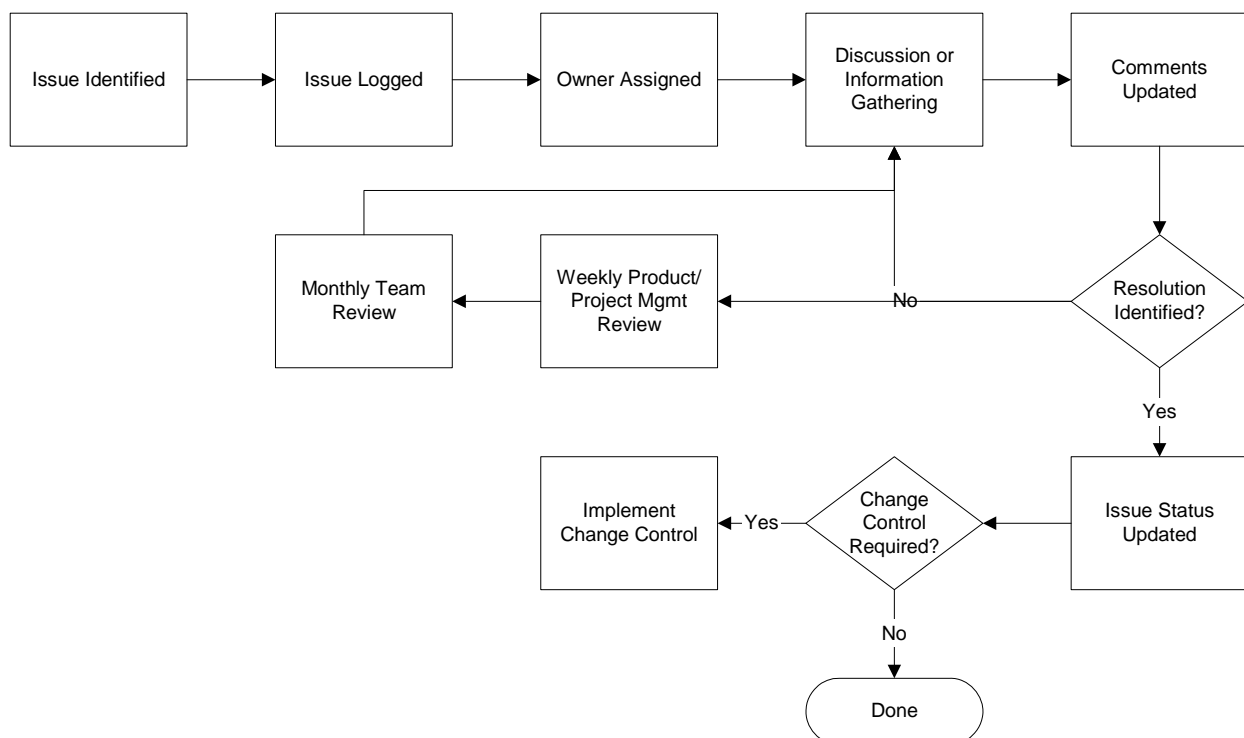 Issue Identified
Issue Logged
Owner Assigned
Discussion or
Information
Gathering
Comments
Updated
Monthly Team
Review
Weekly Product/
Project Mgmt
Review
No
Resolution
Identified?
Yes
Implement
Change Control
Yes
Change
Control
Required?
Issue Status
Updated
No
Done